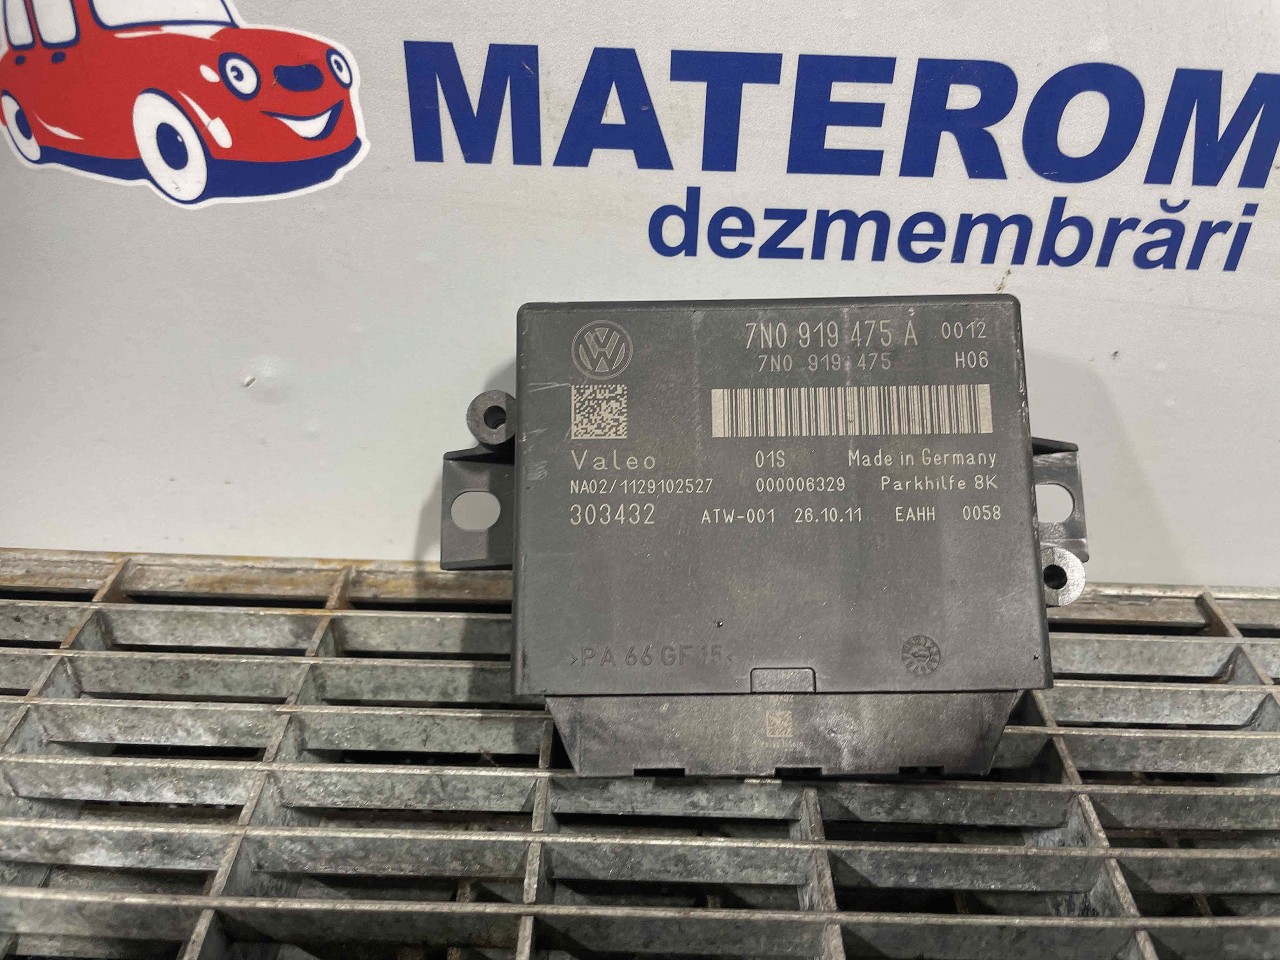 MATEROM
dezmembrări
7N0 919 475 A 0012
7N0 919 475 H06
Valeo 01S Made in Germany
NA02/1129102527 000006329 Parkhilfe 8K
303432 ATW-001 26.10.11 EAHH 0058
>PA 66 GF 15<